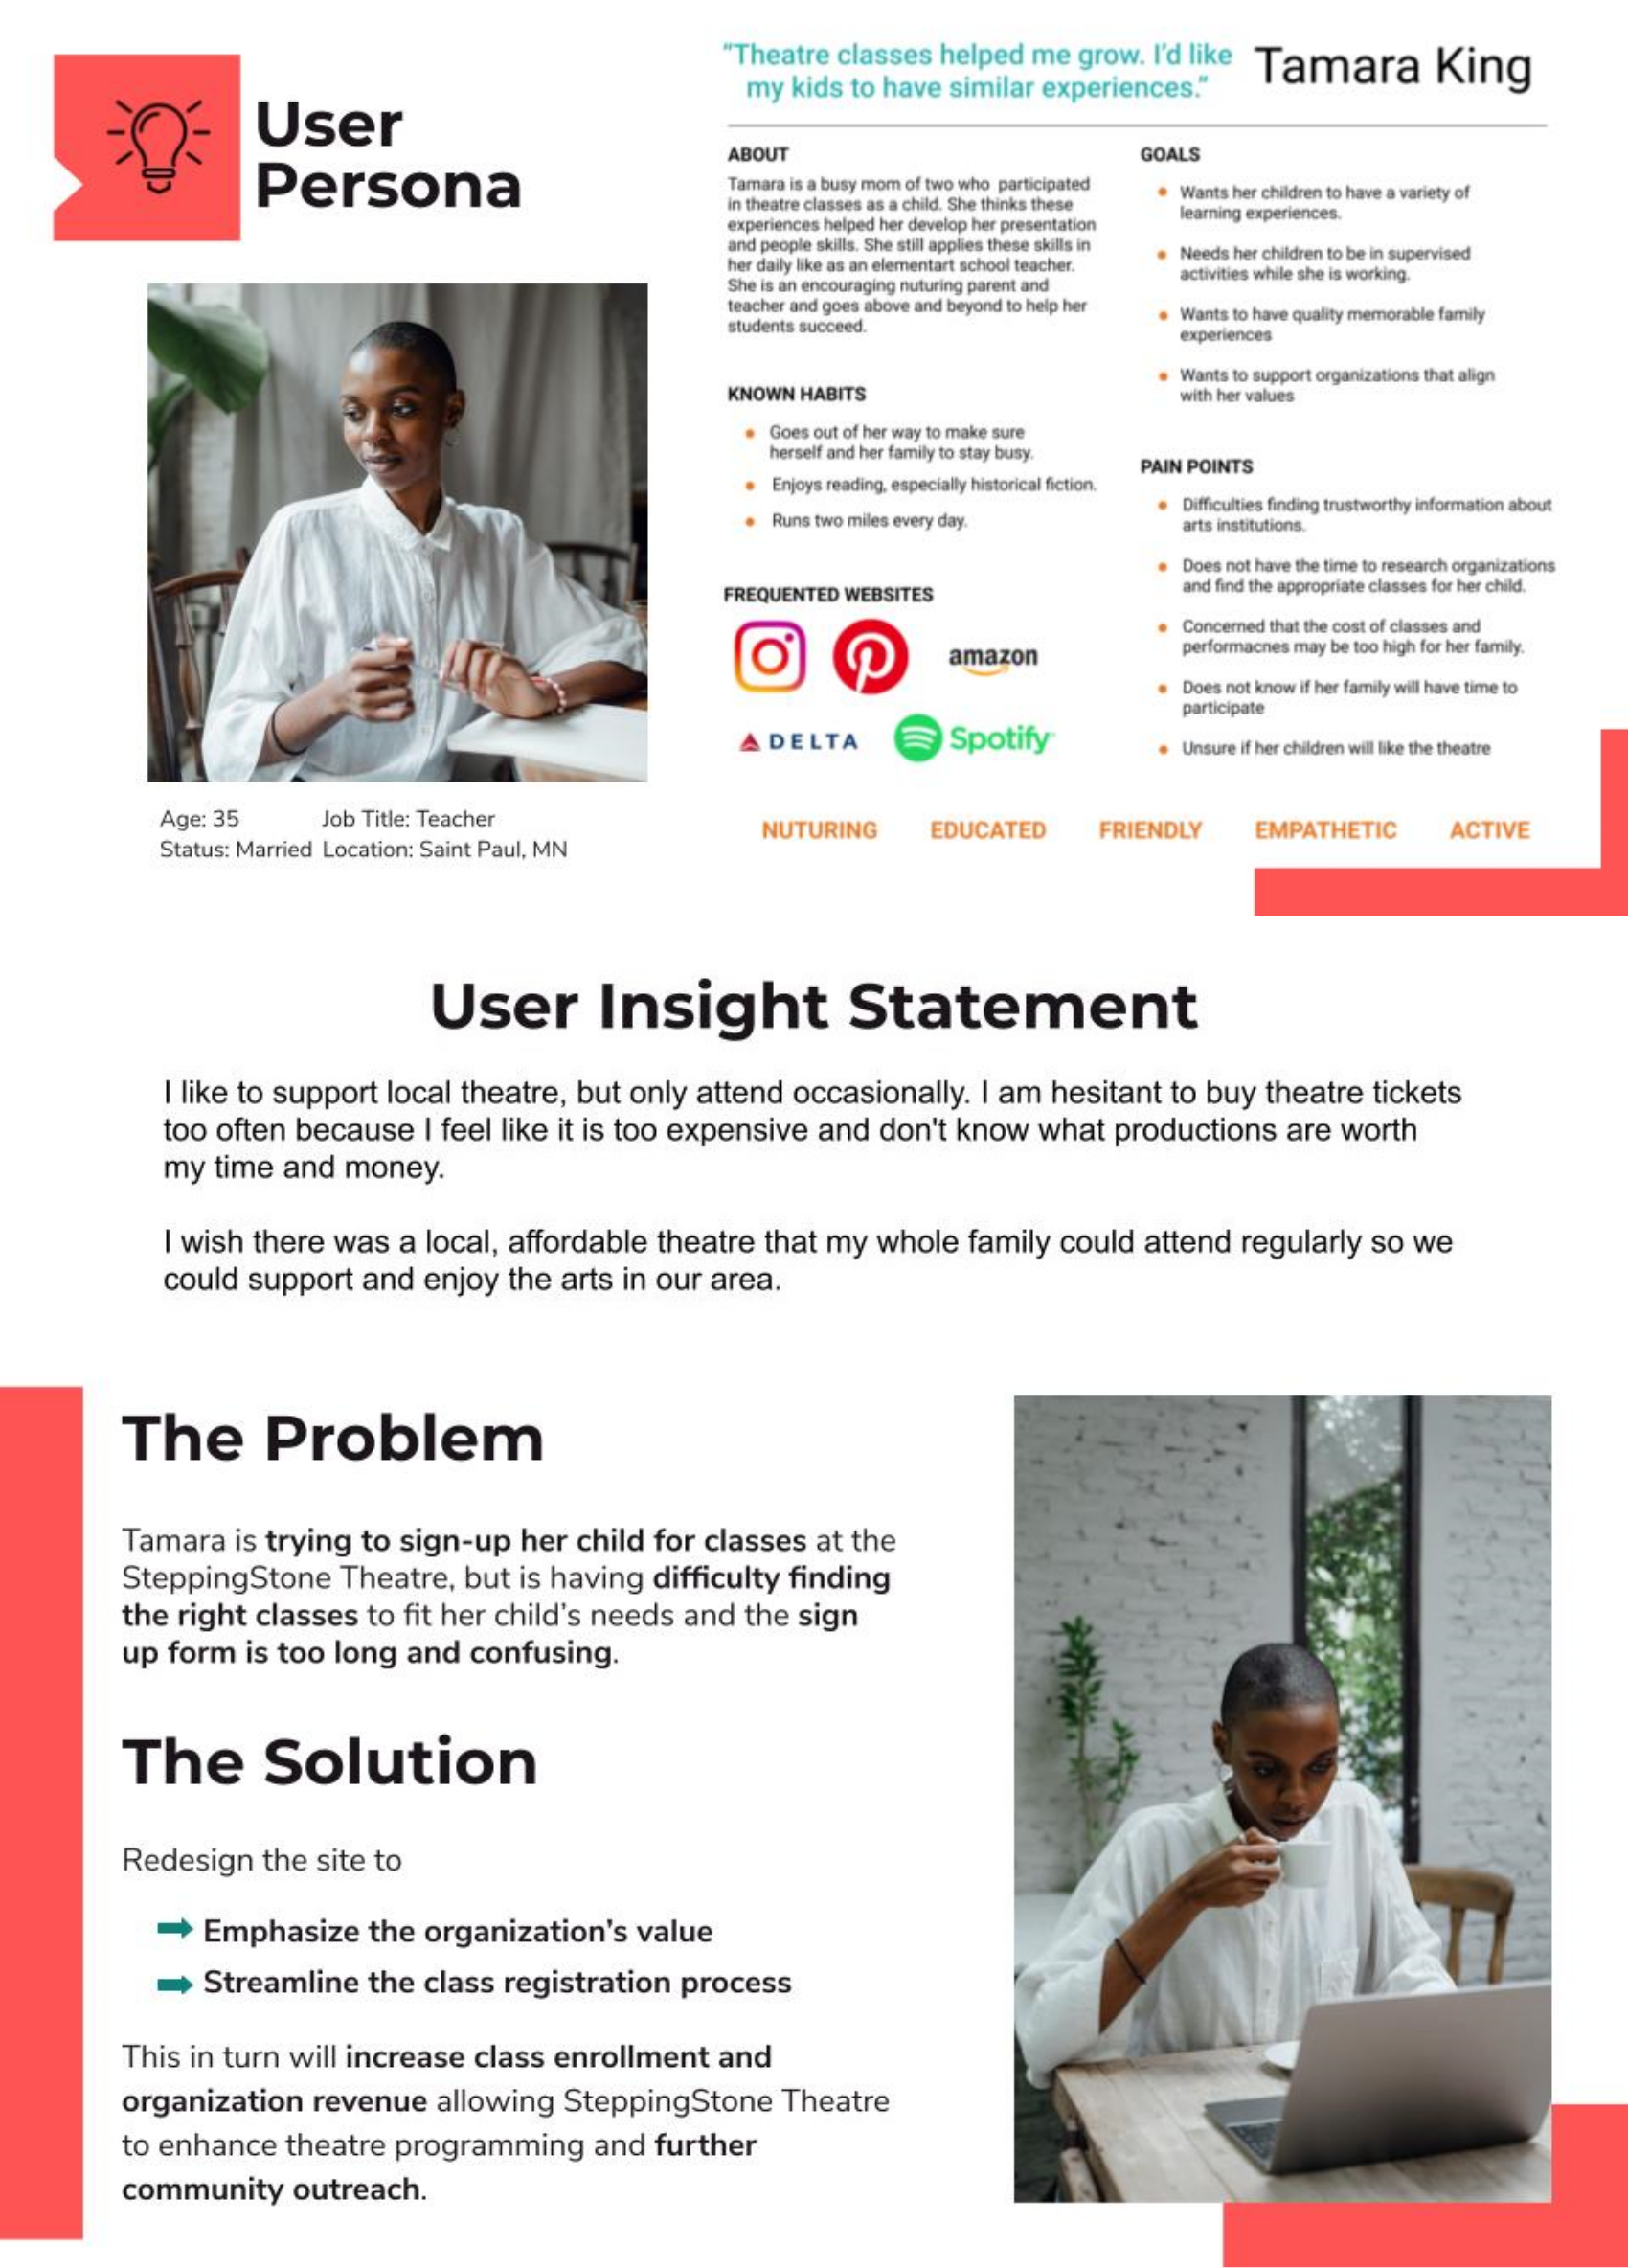 User
Persona
"Theatre classes helped me grow. I'd like
my kids to have similar experiences."
Tamara King
ABOUT
Tamara is a busy mom of two who participated
in theatre classes as a child. She thinks these
experiences helped her develop her presentation
and people skills. She still applies these skills in
her daily like as an elementart school teacher.
She is an encouraging nuturing parent and
teacher and goes above and beyond to help her
students succeed.
KNOWN HABITS
Goes out of her way to make sure
herself and her family to stay busy.
Enjoys reading, especially historical fiction.
Runs two miles every day.
FREQUENTED WEBSITES
amazon
DELTA
Spotify
GOALS
Wants her children to have a variety of
learning experiences.
Needs her children to be in supervised
activities while she is working.
Wants to have quality memorable family
experiences
Wants to support organizations that align
with her values
PAIN POINTS
Difficulties finding trustworthy information about
arts institutions.
Does not have the time to research organizations
and find the appropriate classes for her child.
Concerned that the cost of classes and
performacnes may be too high for her family.
Does not know if her family will have time to
participate
Unsure if her children will like the theatre
Age: 35 Job Title: Teacher
Status: Married Location: Saint Paul, MN
NUTURING EDUCATED FRIENDLY EMPATHETIC ACTIVE
User Insight Statement
I like to support local theatre, but only attend occasionally. I am hesitant to buy theatre tickets
too often because I feel like it is too expensive and don't know what productions are worth
my time and money.
I wish there was a local, affordable theatre that my whole family could attend regularly so we
could support and enjoy the arts in our area.
The Problem
Tamara is trying to sign-up her child for classes at the
SteppingStone Theatre, but is having difficulty finding
the right classes to fit her child's needs and the sign
up form is too long and confusing.
The Solution
Redesign the site to
Emphasize the organization's value
Streamline the class registration process
This in turn will increase class enrollment and
organization revenue allowing SteppingStone Theatre
to enhance theatre programming and further
community outreach.